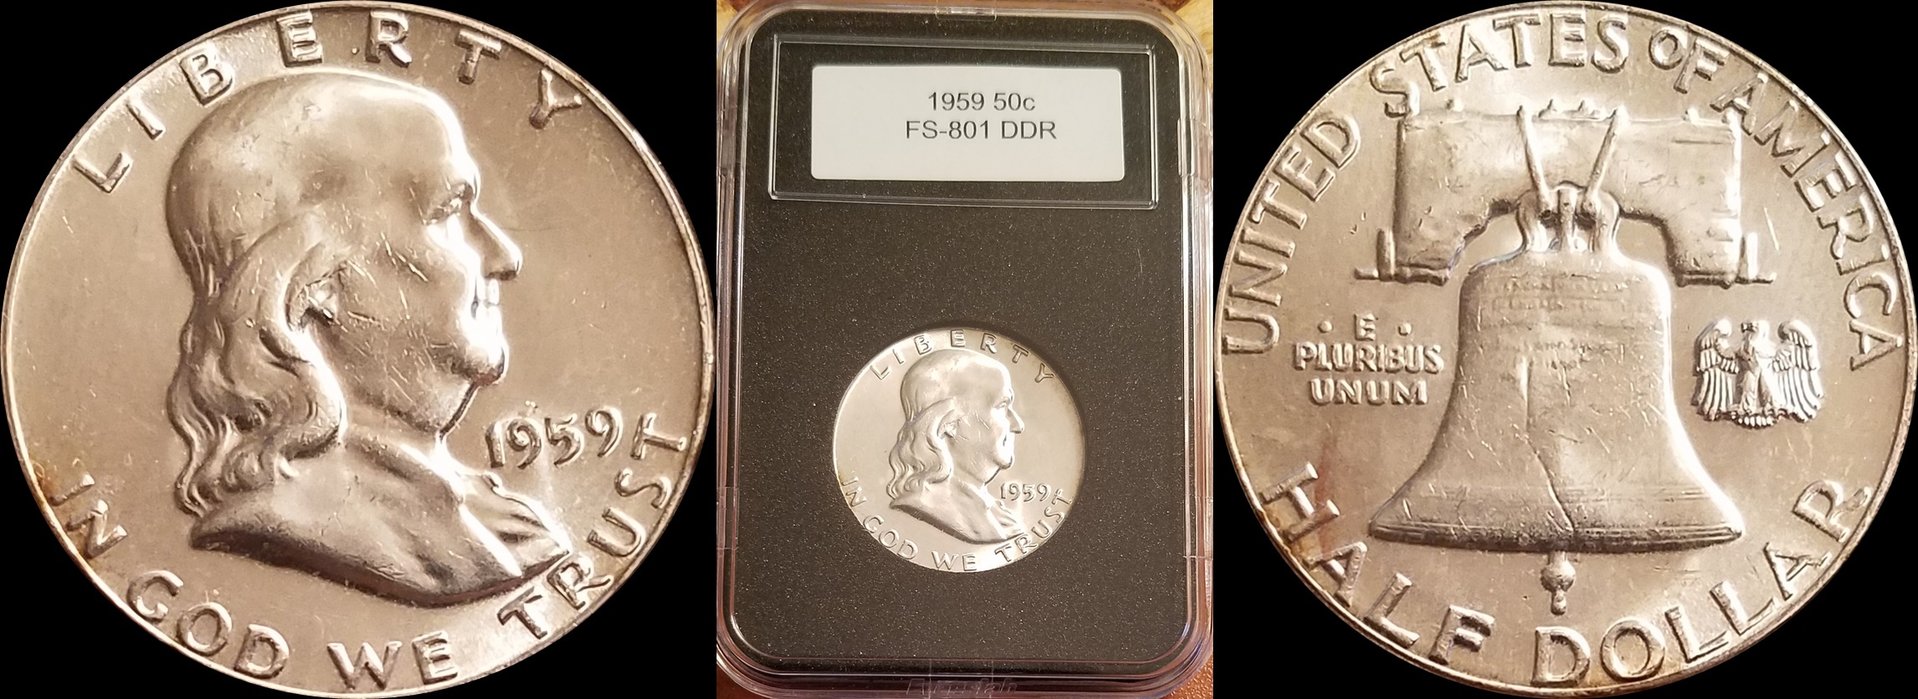 LIBERTY
1959
IN GOD WE TRUST
1959 50c
FS-801 DDR
LIBERTY
1959
IN GOD WE TRUST
UNITED STATES OF AMERICA
· E ·
PLURIBUS
UNUM
HALF DOLLAR